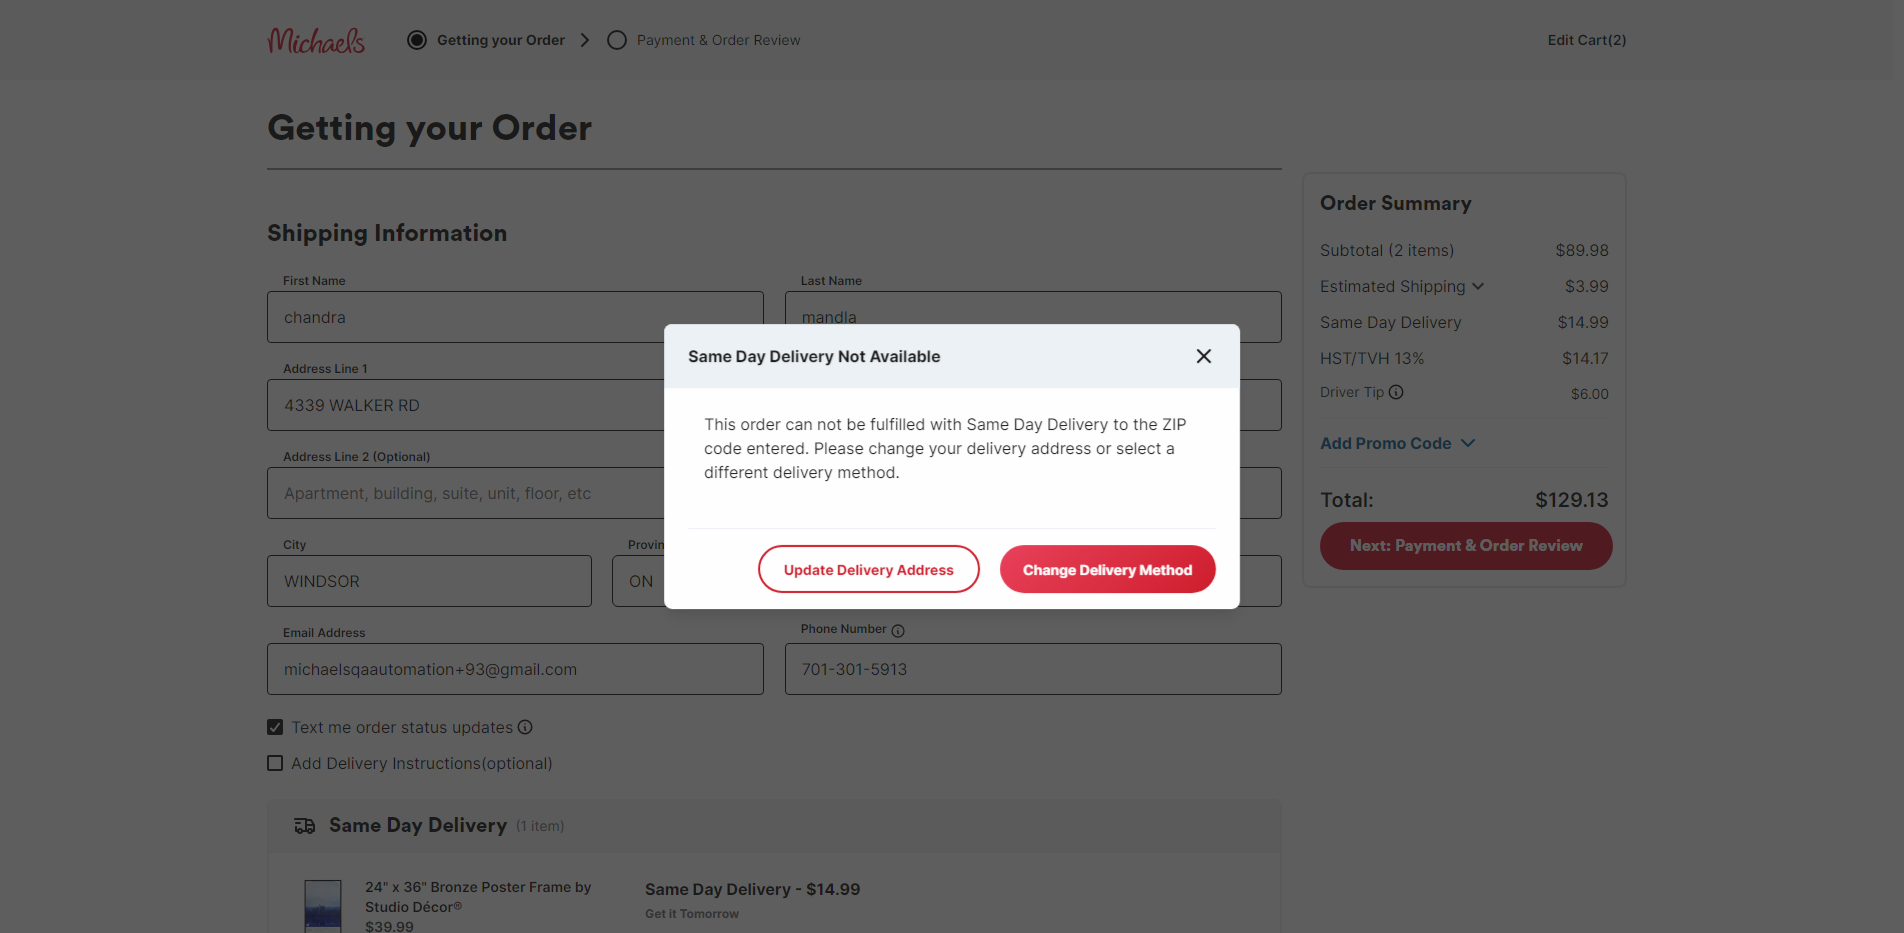 Michaels
Getting your Order
Payment & Order Review
Edit Cart(2)
Getting your Order
Shipping Information
First Name
Last Name
chandra
mandla
Address Line 1
4339 WALKER RD
Address Line 2 (Optional)
Apartment, building, suite, unit, floor, etc
City
Provin
WINDSOR
ON
Email Address
Phone Number
michaelsqaautomation+93@gmail.com
701-301-5913
Text me order status updates
Add Delivery Instructions(optional)
Same Day Delivery (1 item)
24" x 36" Bronze Poster Frame by
Studio Décor®
$39.99
Same Day Delivery - $14.99
Get it Tomorrow
Same Day Delivery Not Available
This order can not be fulfilled with Same Day Delivery to the ZIP
code entered. Please change your delivery address or select a
different delivery method.
Update Delivery Address
Change Delivery Method
Order Summary
Subtotal (2 items) $89.98
Estimated Shipping $3.99
Same Day Delivery $14.99
HST/TVH 13% $14.17
Driver Tip $6.00
Add Promo Code
Total: $129.13
Next: Payment & Order Review